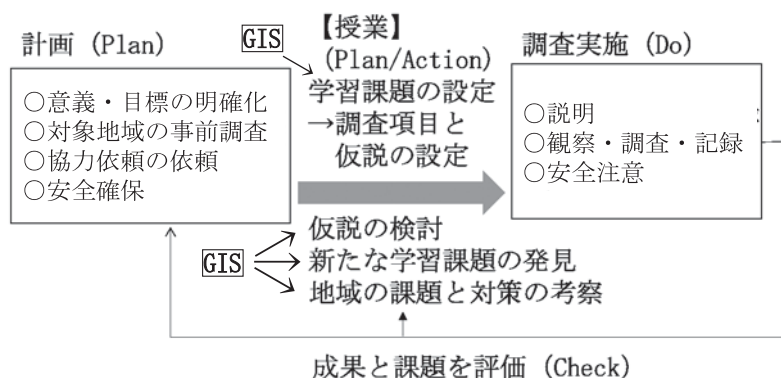 計画 (Plan)
○意義・目標の明確化
○対象地域の事前調査
○協力依頼の依頼
○安全確保
GIS
【授業】
(Plan/Action)
学習課題の設定
→調査項目と
仮説の設定
調査実施 (Do)
○説明
○観察・調査・記録
○安全注意
GIS
仮説の検討
新たな学習課題の発見
地域の課題と対策の考察
成果と課題を評価 (Check)